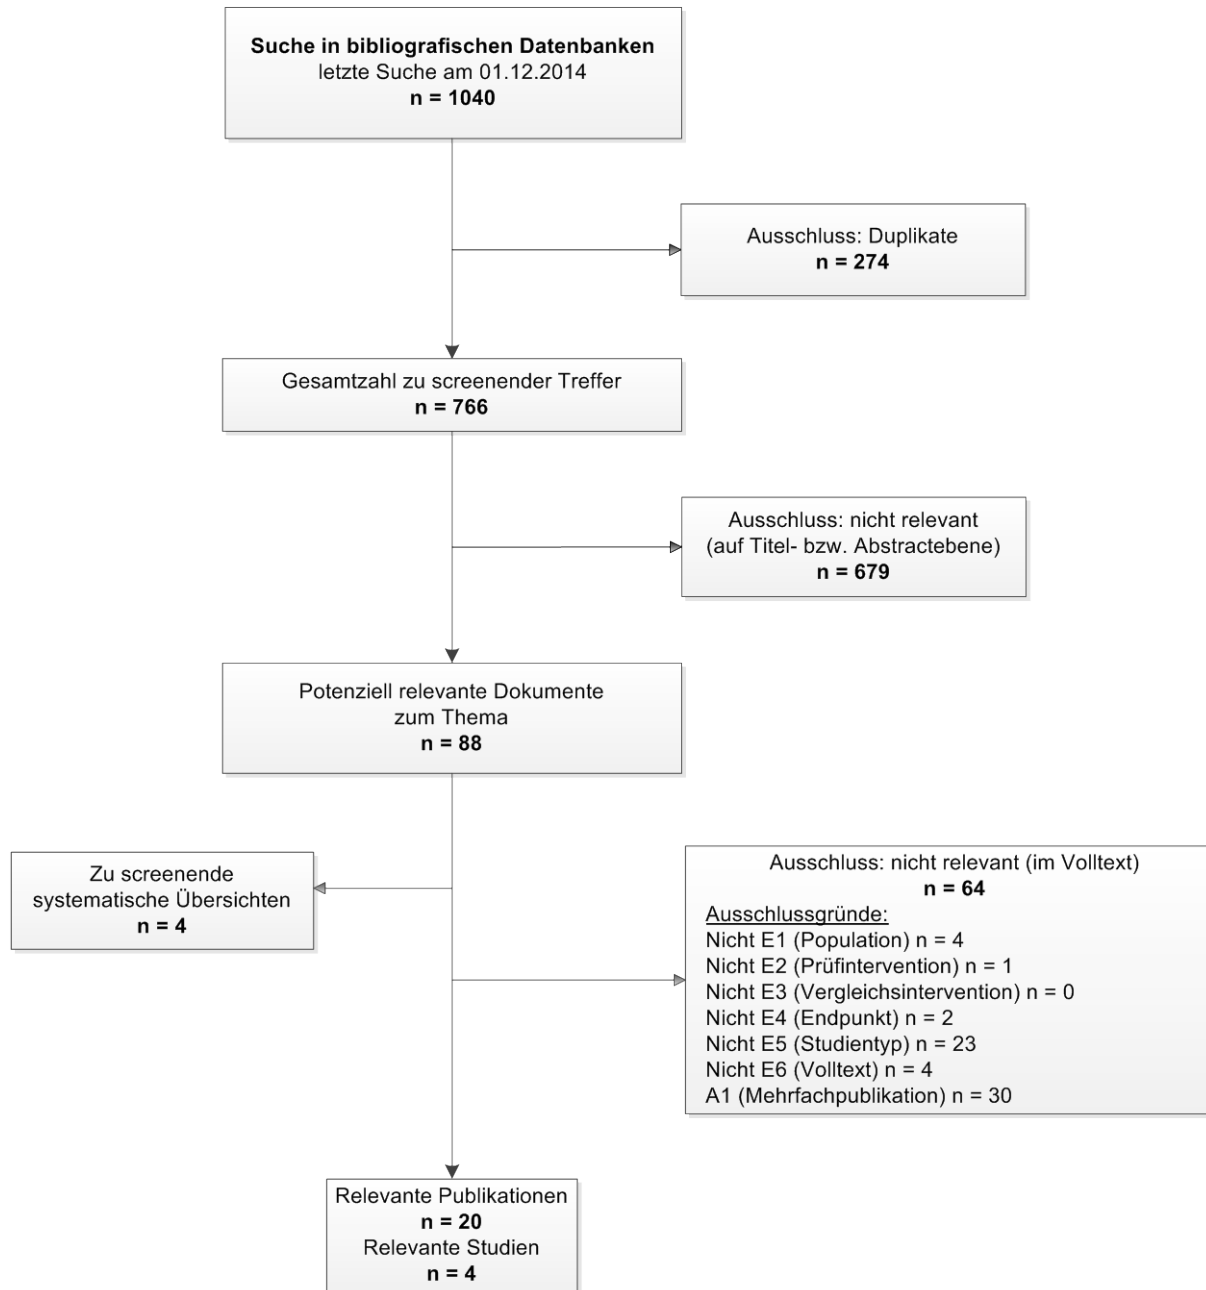 Suche in bibliografischen Datenbanken
letzte Suche am 01.12.2014
n = 1040
Ausschluss: Duplikate
n = 274
Gesamtzahl zu screenender Treffer
n = 766
Ausschluss: nicht relevant
(auf Titel- bzw. Abstractebene)
n = 679
Potenziell relevante Dokumente
zum Thema
n = 88
Zu screenende
systematische Übersichten
n = 4
Ausschluss: nicht relevant (im Volltext)
n = 64
Ausschlussgründe:
Nicht E1 (Population) n = 4
Nicht E2 (Prüfintervention) n = 1
Nicht E3 (Vergleichsintervention) n = 0
Nicht E4 (Endpunkt) n = 2
Nicht E5 (Studientyp) n = 23
Nicht E6 (Volltext) n = 4
A1 (Mehrfachpublikation) n = 30
Relevante Publikationen
n = 20
Relevante Studien
n = 4